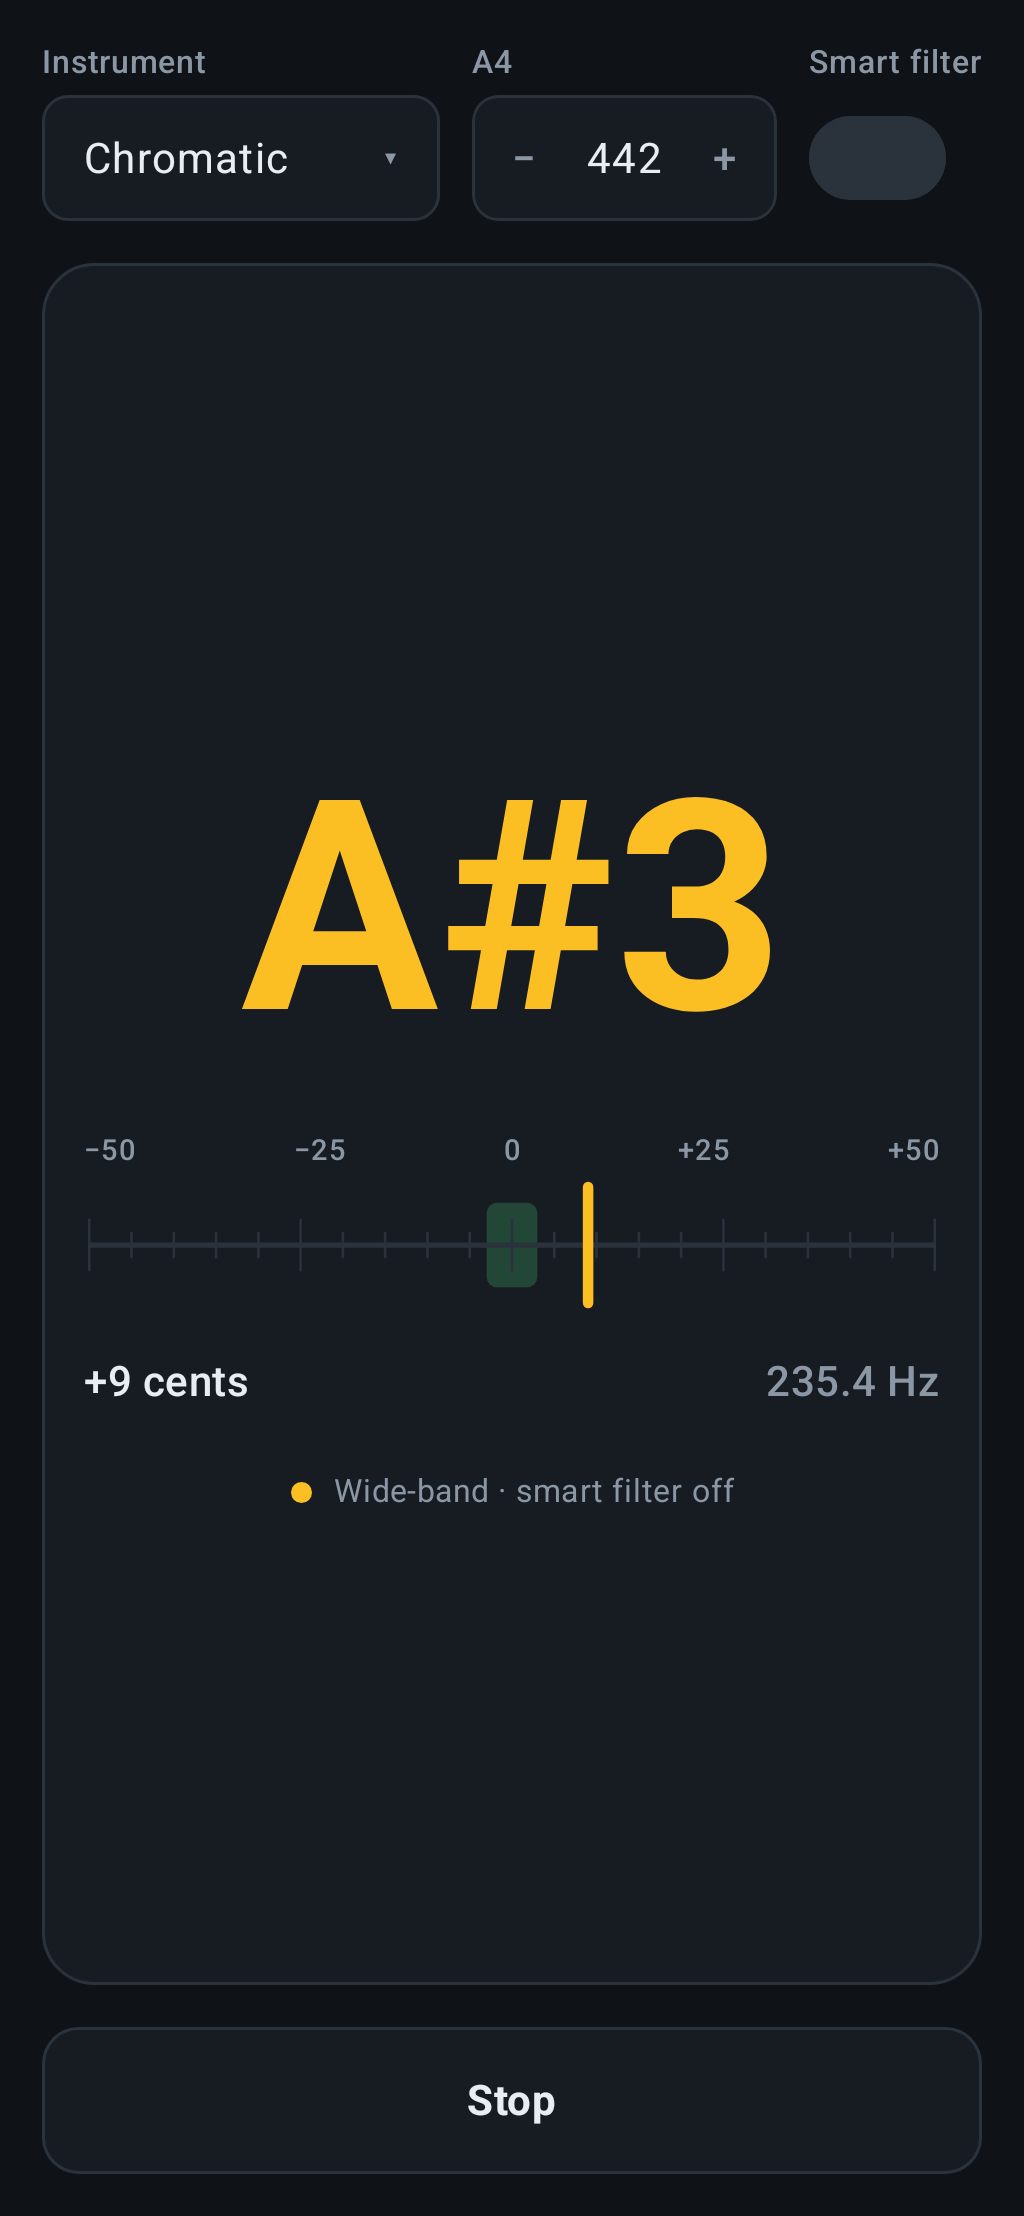 Instrument A4 Smart filter
Chromatic ▼ − 442 +
A#3
−50 −25 0 +25 +50
+9 cents 235.4 Hz
Wide-band · smart filter off
Stop